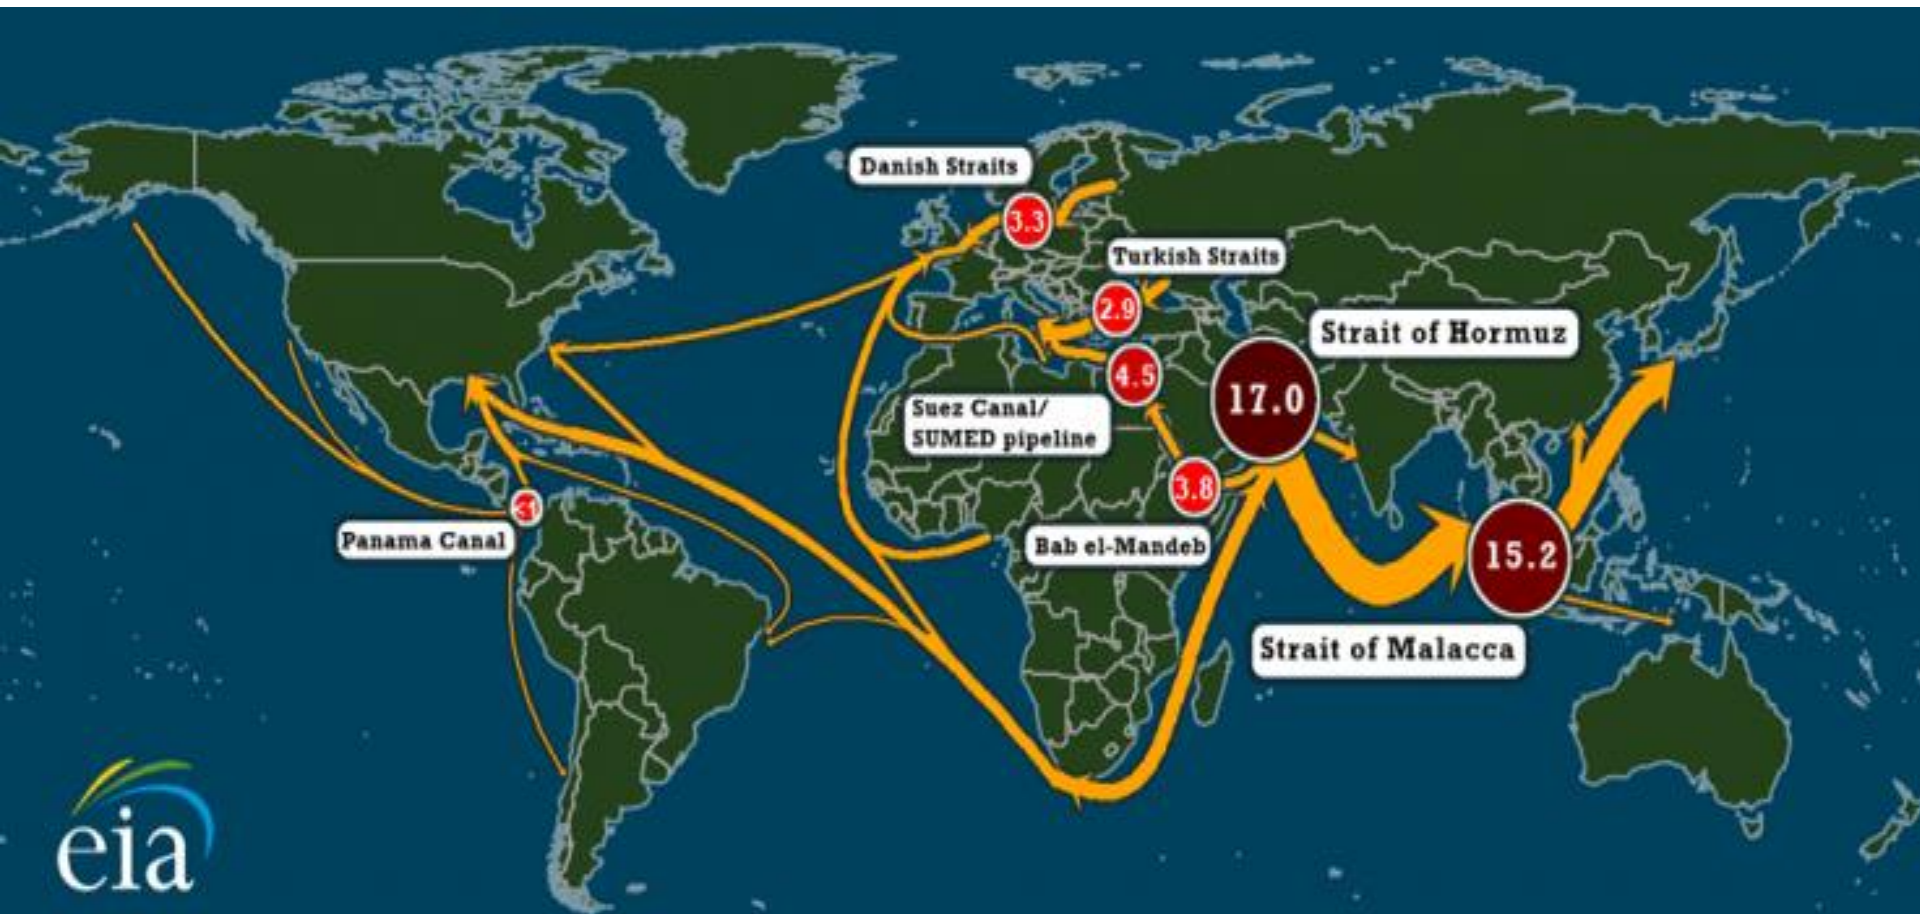 Danish Straits
3.3
Turkish Straits
2.9
Strait of Hormuz
4.5
17.0
Suez Canal/
SUMED pipeline
3.8
<1
Panama Canal
Bab el-Mandeb
15.2
Strait of Malacca
eia